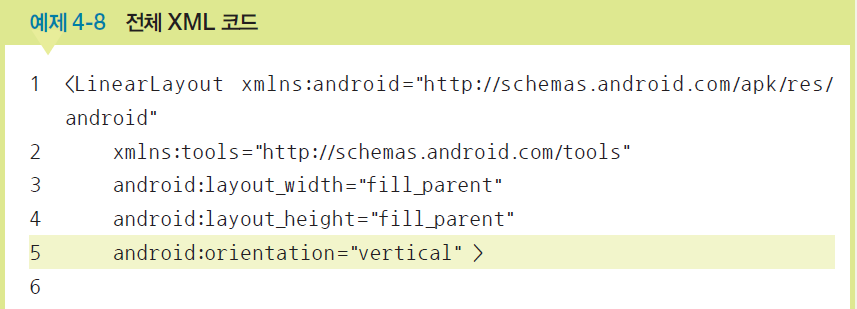 예제 4-8 전체 XML 코드
1 <LinearLayout xmlns:android="http://schemas.android.com/apk/res/
android"
2 xmlns:tools="http://schemas.android.com/tools"
3 android:layout_width="fill_parent"
4 android:layout_height="fill_parent"
5 android:orientation="vertical" >
6